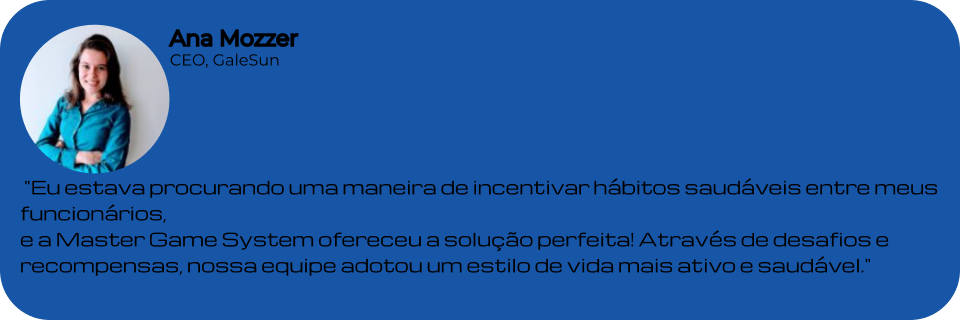 Ana Mozzer
CEO, GaleSun
"Eu estava procurando uma maneira de incentivar hábitos saudáveis entre meus
funcionários,
e a Master Game System ofereceu a solução perfeita! Através de desafios e
recompensas, nossa equipe adotou um estilo de vida mais ativo e saudável."